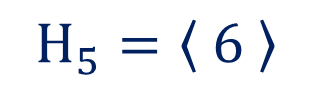 H₅ = ⟨ 6 ⟩